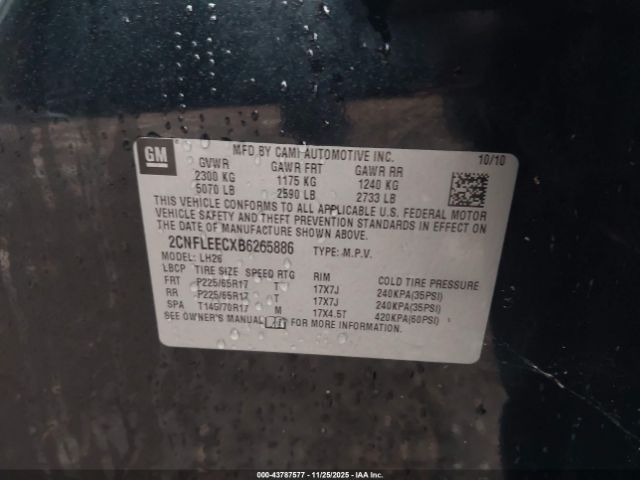 GM
MFD BY CAMI AUTOMOTIVE INC. 10/10
GVWR GAWR FRT GAWR RR
2300 KG 1175 KG 1240 KG
5070 LB 2590 LB 2733 LB
THIS VEHICLE CONFORMS TO ALL APPLICABLE U.S. FEDERAL MOTOR
VEHICLE SAFETY AND THEFT PREVENTION STANDARDS IN EFFECT ON
THE DATE OF MANUFACTURE SHOWN ABOVE.
2CNFLEECXB6265886 TYPE: M.P.V.
MODEL: LH26
LBCP TIRE SIZE SPEED RTG RIM COLD TIRE PRESSURE
FRT P225/65R17 T 17X7J 240KPA(35PSI)
RR P225/65R17 T 17X7J 240KPA(35PSI)
SPA T145/70R17 M 17X4.5T 420KPA(60PSI)
SEE OWNER'S MANUAL FOR MORE INFORMATION.
000-43787577 — 11/25/2025 — IAA Inc.